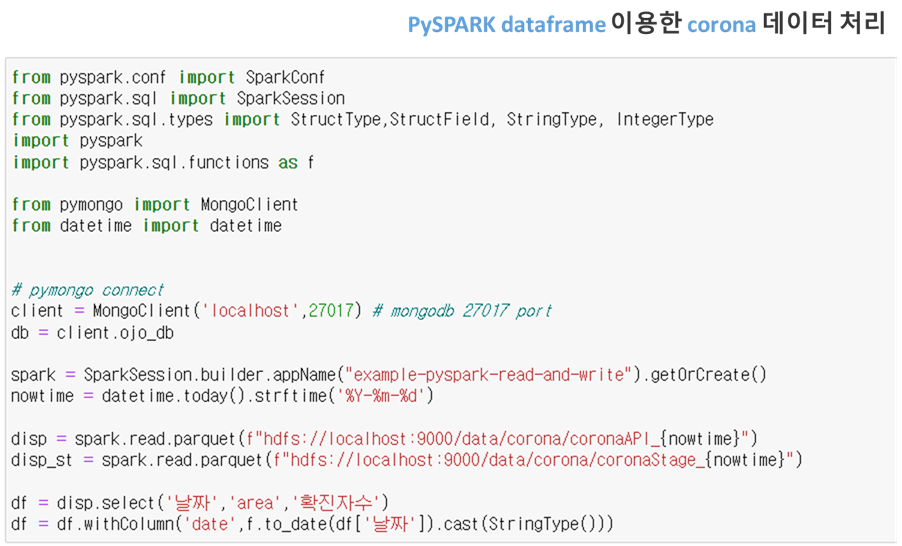 PySPARK dataframe 이용한 corona 데이터 처리
from pyspark.conf import SparkConf
from pyspark.sql import SparkSession
from pyspark.sql.types import StructType,StructField, StringType, IntegerType
import pyspark
import pyspark.sql.functions as f
from pymongo import MongoClient
from datetime import datetime
# pymongo connect
client = MongoClient('localhost',27017) # mongodb 27017 port
db = client.ojo_db
spark = SparkSession.builder.appName("example-pyspark-read-and-write").getOrCreate()
nowtime = datetime.today().strftime('%Y-%m-%d')
disp = spark.read.parquet(f"hdfs://localhost:9000/data/corona/coronaAPI_{nowtime}")
disp_st = spark.read.parquet(f"hdfs://localhost:9000/data/corona/coronaStage_{nowtime}")
df = disp.select('날짜','area','확진자수')
df = df.withColumn('date',f.to_date(df['날짜']).cast(StringType()))